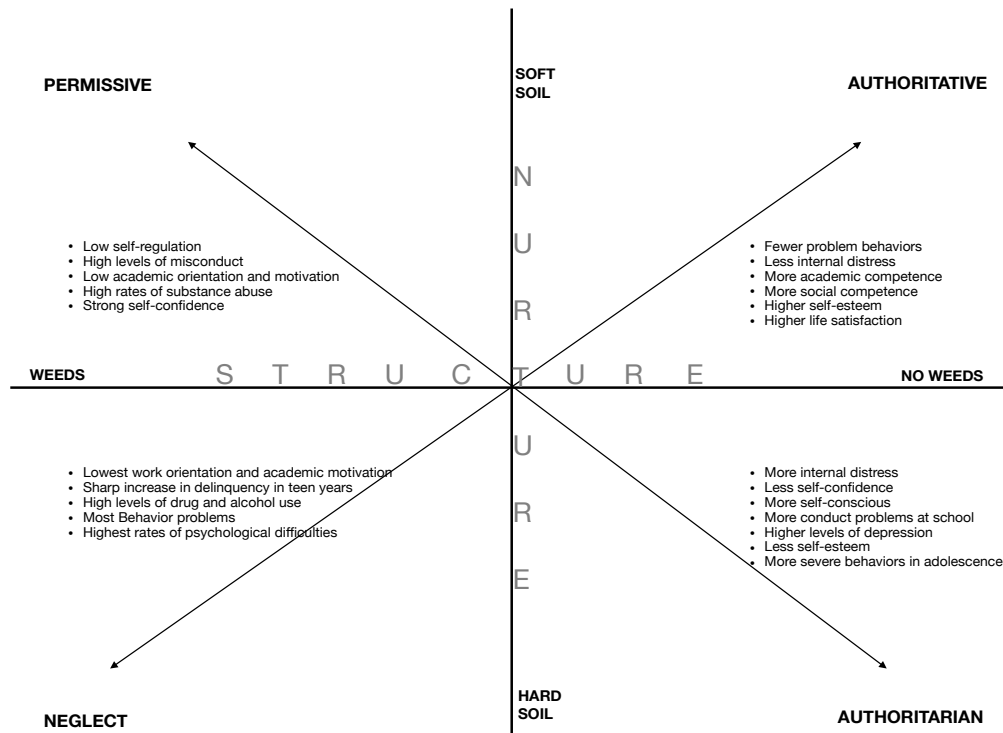 PERMISSIVE
SOFT
SOIL
AUTHORITATIVE
• Low self-regulation
• High levels of misconduct
• Low academic orientation and motivation
• High rates of substance abuse
• Strong self-confidence
• Fewer problem behaviors
• Less internal distress
• More academic competence
• More social competence
• Higher self-esteem
• Higher life satisfaction
WEEDS
STRUCTURE
NO WEEDS
NURTURE
• Lowest work orientation and academic motivation
• Sharp increase in delinquency in teen years
• High levels of drug and alcohol use
• Most Behavior problems
• Highest rates of psychological difficulties
• More internal distress
• Less self-confidence
• More self-conscious
• More conduct problems at school
• Higher levels of depression
• Less self-esteem
• More severe behaviors in adolescence
NEGLECT
HARD
SOIL
AUTHORITARIAN